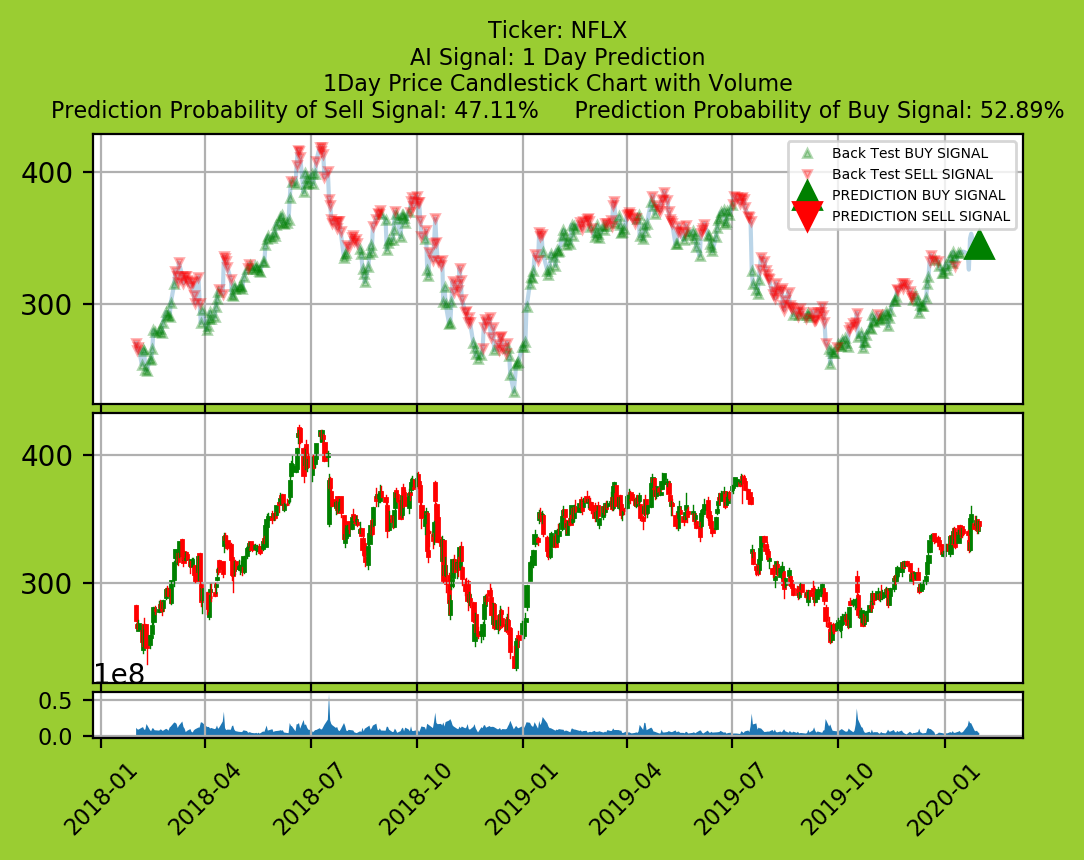 Ticker: NFLX
AI Signal: 1 Day Prediction
1Day Price Candlestick Chart with Volume
Prediction Probability of Sell Signal: 47.11% Prediction Probability of Buy Signal: 52.89%
Back Test BUY SIGNAL
Back Test SELL SIGNAL
PREDICTION BUY SIGNAL
PREDICTION SELL SIGNAL
400
300
400
300
1e8
0.5
0.0
2018-01 2018-04 2018-07 2018-10 2019-01 2019-04 2019-07 2019-10 2020-01